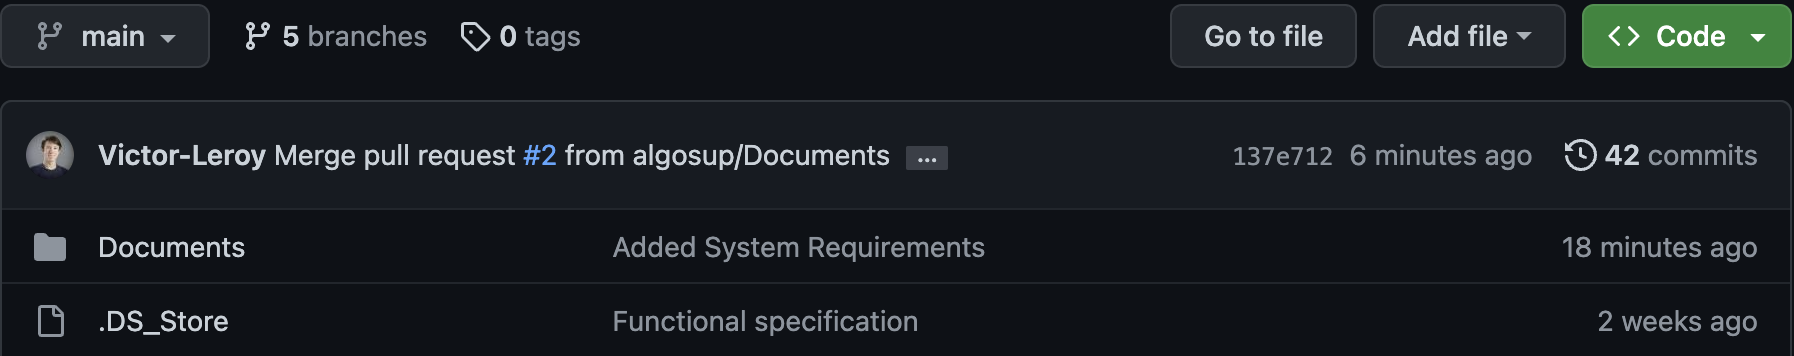 main 5 branches 0 tags Go to file Add file Code
Victor-Leroy Merge pull request #2 from algosup/Documents ... 137e712 6 minutes ago 42 commits
Documents Added System Requirements 18 minutes ago
.DS_Store Functional specification 2 weeks ago